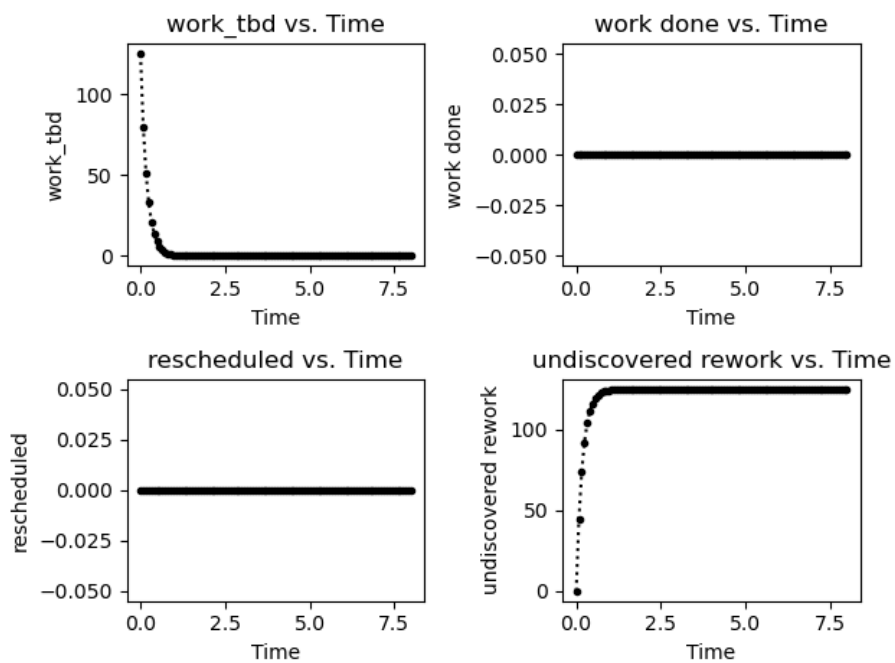 work_tbd vs. Time
100
50
0
work_tbd
0.0 2.5 5.0 7.5
Time
work done vs. Time
0.050
0.025
0.000
−0.025
−0.050
work done
0.0 2.5 5.0 7.5
Time
rescheduled vs. Time
0.050
0.025
0.000
−0.025
−0.050
rescheduled
0.0 2.5 5.0 7.5
Time
undiscovered rework vs. Time
100
50
0
undiscovered rework
0.0 2.5 5.0 7.5
Time